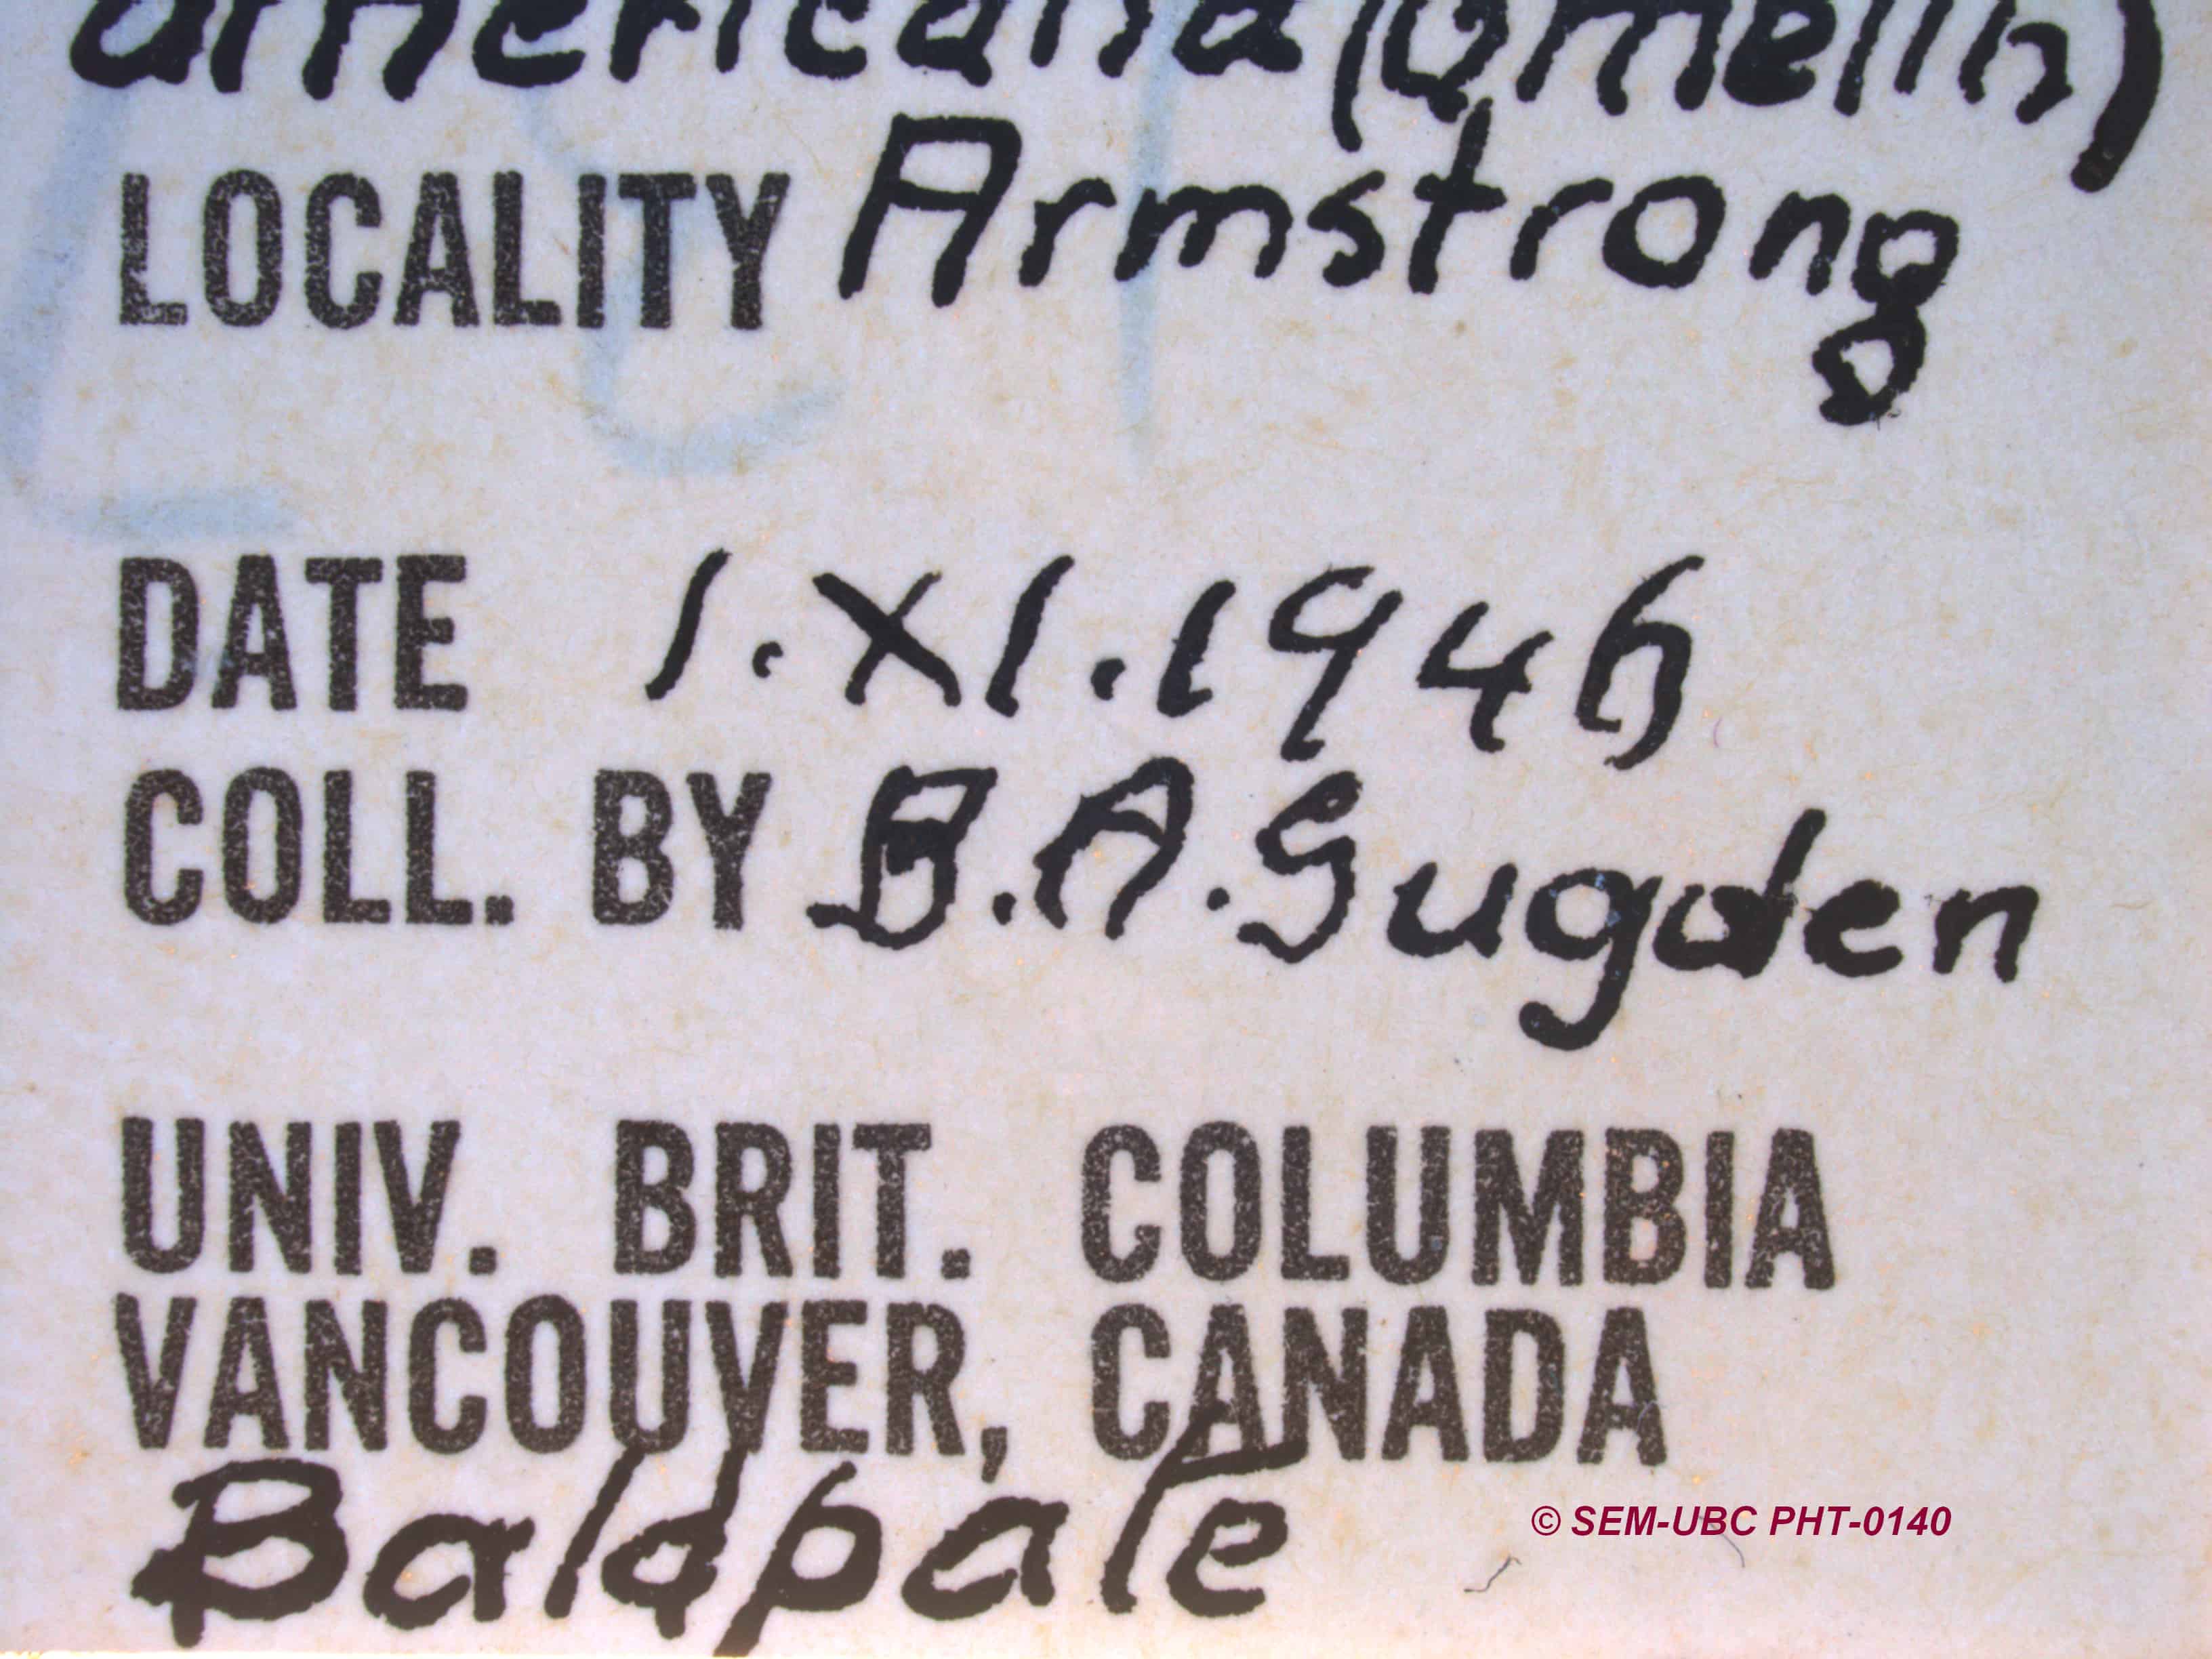 americana (Gmelin)
LOCALITY Armstrong
DATE 1.XI.1946
COLL. BY B.A. Sugden
UNIV. BRIT. COLUMBIA
VANCOUVER, CANADA
Baldpate
© SEM-UBC PHT-0140